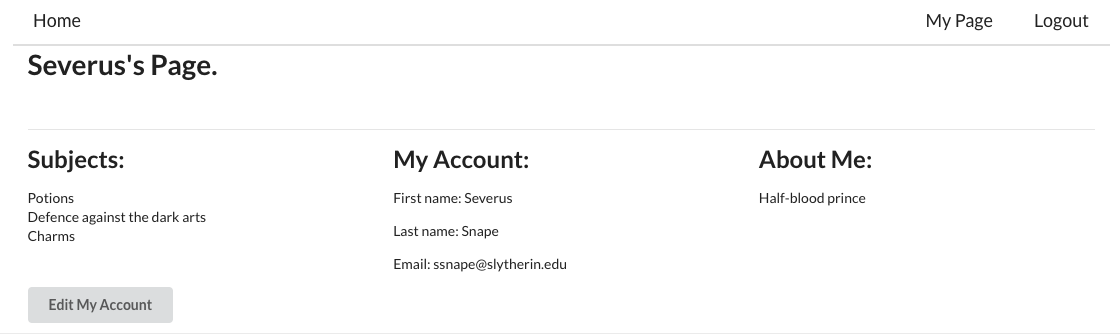 Home
My Page
Logout
Severus's Page.
Subjects:
Potions
Defence against the dark arts
Charms
My Account:
First name: Severus
Last name: Snape
Email: ssnape@slytherin.edu
About Me:
Half-blood prince
Edit My Account